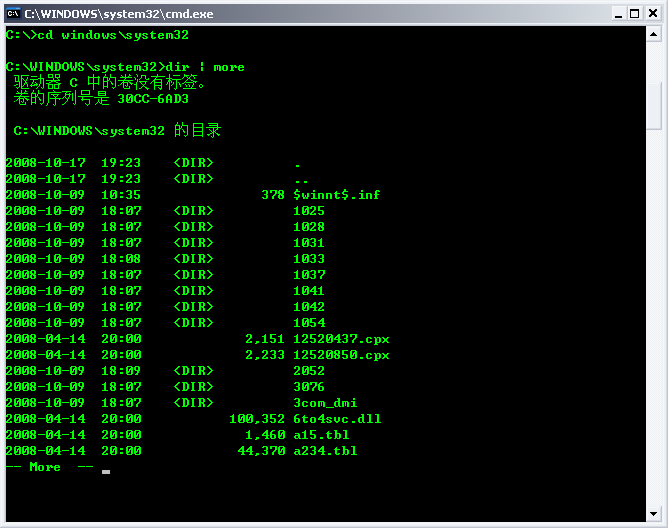 C:\WINDOWS\system32\cmd.exe
C:\>cd windows\system32
C:\WINDOWS\system32>dir | more
驱动器 C 中的卷没有标签。
卷的序列号是 30CC-6AD3
C:\WINDOWS\system32 的目录
2008-10-17  19:23    <DIR>          .
2008-10-17  19:23    <DIR>          ..
2008-10-09  10:35               378 $winnt$.inf
2008-10-09  18:07    <DIR>          1025
2008-10-09  18:07    <DIR>          1028
2008-10-09  18:07    <DIR>          1031
2008-10-09  18:08    <DIR>          1033
2008-10-09  18:07    <DIR>          1037
2008-10-09  18:07    <DIR>          1041
2008-10-09  18:07    <DIR>          1042
2008-10-09  18:07    <DIR>          1054
2008-04-14  20:00             2,151 12520437.cpx
2008-04-14  20:00             2,233 12520850.cpx
2008-10-09  18:09    <DIR>          2052
2008-10-09  18:07    <DIR>          3076
2008-10-09  18:07    <DIR>          3com_dmi
2008-04-14  20:00           100,352 6to4svc.dll
2008-04-14  20:00             1,460 a15.tbl
2008-04-14  20:00            44,370 a234.tbl
-- More  --